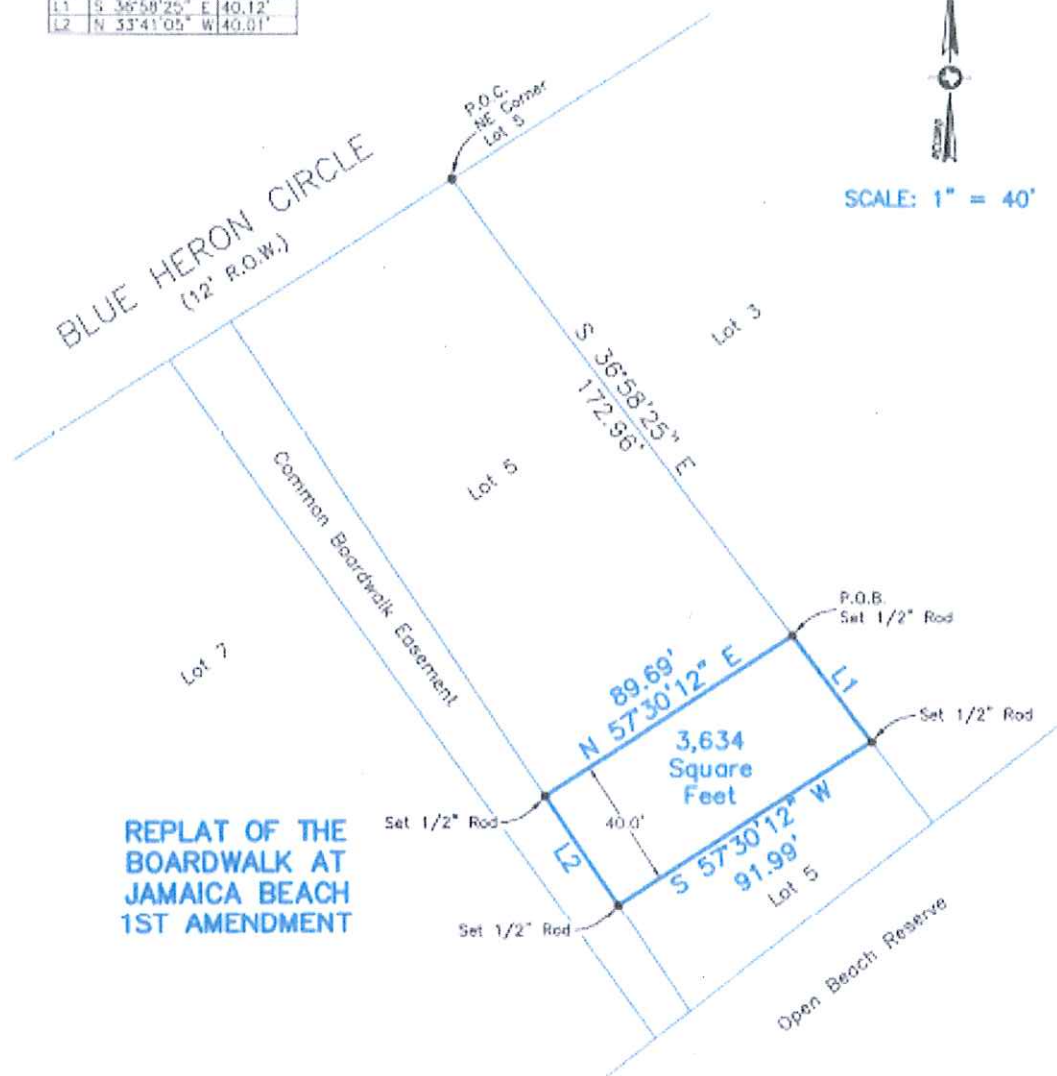 L1 S 36°58'25" E 40.12'
L2 N 33°41'05" W 40.01'
P.O.C.
NE Corner
Lot 5
SCALE: 1" = 40'
BLUE HERON CIRCLE
(12' R.O.W.)
Lot 3
S 36°58'25" E
172.96'
Lot 5
Common Boardwalk Easement
Lot 7
P.O.B.
Set 1/2" Rod
L1
89.69'
N 57°30'12" E
Set 1/2" Rod
3,634
Square
Feet
Set 1/2" Rod
40.0'
L2
S 57°30'12" W
91.99'
Lot 5
REPLAT OF THE
BOARDWALK AT
JAMAICA BEACH
1ST AMENDMENT
Set 1/2" Rod
Open Beach Reserve